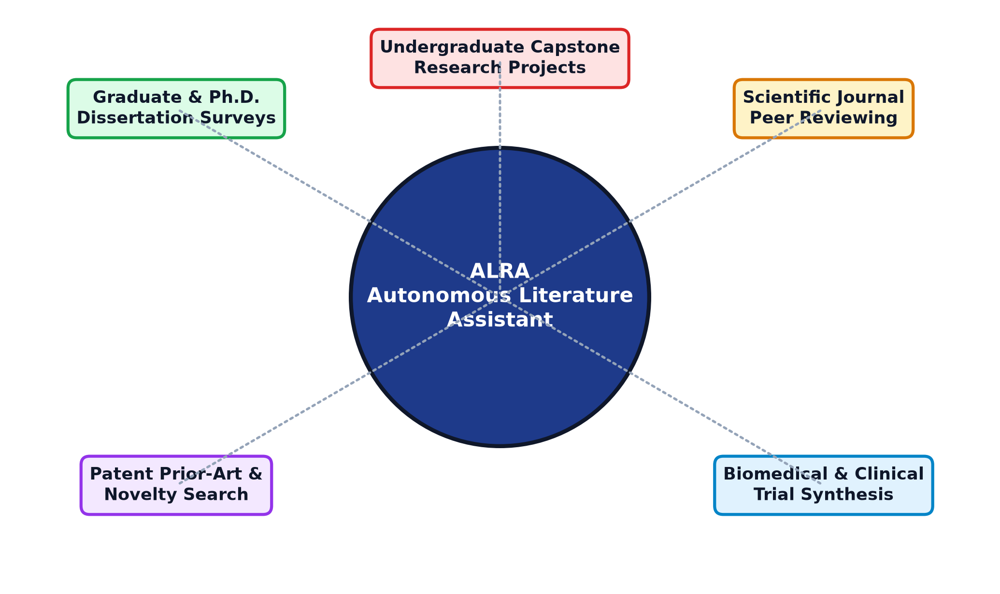 Undergraduate Capstone
Research Projects
Graduate & Ph.D.
Dissertation Surveys
Scientific Journal
Peer Reviewing
ALRA
Autonomous Literature
Assistant
Patent Prior-Art &
Novelty Search
Biomedical & Clinical
Trial Synthesis